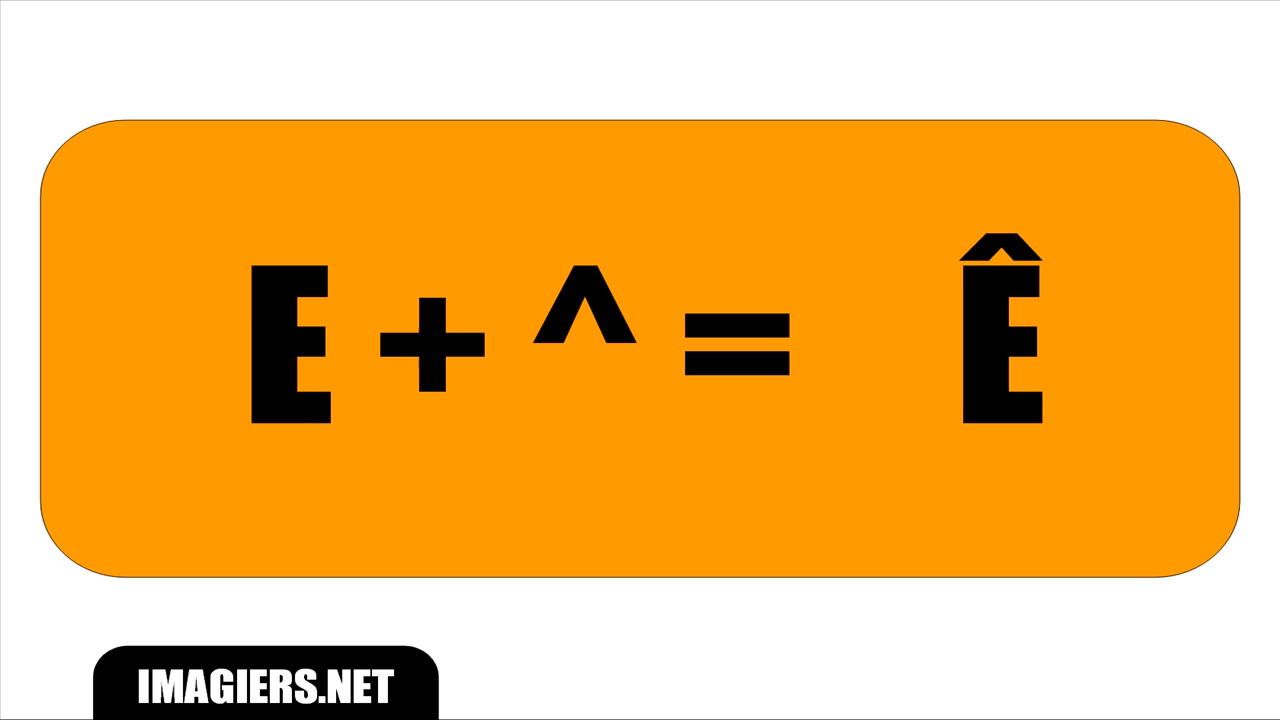 E + ^ = Ê
IMAGIERS.NET